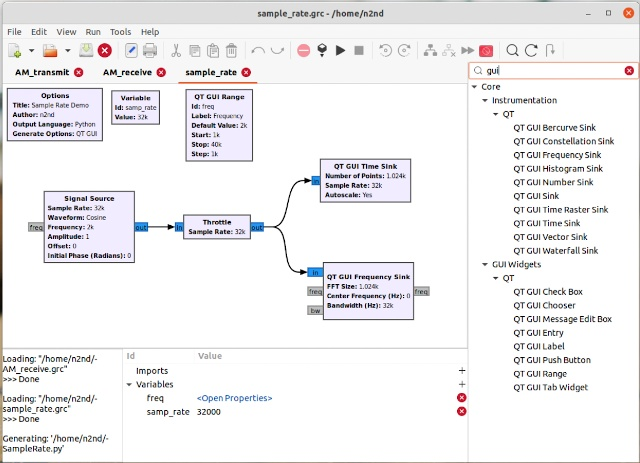 sample_rate.grc - /home/n2nd
File Edit View Run Tools Help
AM_transmit AM_receive sample_rate
gui
Options
Title: Sample Rate Demo
Author: n2nd
Output Language: Python
Generate Options: QT GUI
Variable
Id: samp_rate
Value: 32k
QT GUI Range
Id: freq
Label: Frequency
Default Value: 2k
Start: 1k
Stop: 40k
Step: 1k
Signal Source
Sample Rate: 32k
Waveform: Cosine
Frequency: 2k
Amplitude: 1
Offset: 0
Initial Phase (Radians): 0
freq
out
in
Throttle
Sample Rate: 32k
out
in
QT GUI Time Sink
Number of Points: 1.024k
Sample Rate: 32k
Autoscale: Yes
in
freq
bw
QT GUI Frequency Sink
FFT Size: 1.024k
Center Frequency (Hz): 0
Bandwidth (Hz): 32k
freq
Core
Instrumentation
QT
QT GUI Bercurve Sink
QT GUI Constellation Sink
QT GUI Frequency Sink
QT GUI Histogram Sink
QT GUI Number Sink
QT GUI Sink
QT GUI Time Raster Sink
QT GUI Time Sink
QT GUI Vector Sink
QT GUI Waterfall Sink
GUI Widgets
QT
QT GUI Check Box
QT GUI Chooser
QT GUI Message Edit Box
QT GUI Entry
QT GUI Label
QT GUI Push Button
QT GUI Range
QT GUI Tab Widget
Loading: "/home/n2nd/-
AM_receive.grc"
>>> Done
Loading: "/home/n2nd/-
sample_rate.grc"
>>> Done
Generating: '/home/n2nd/-
SampleRate.py'
Id Value
Imports
Variables
freq <Open Properties>
samp_rate 32000